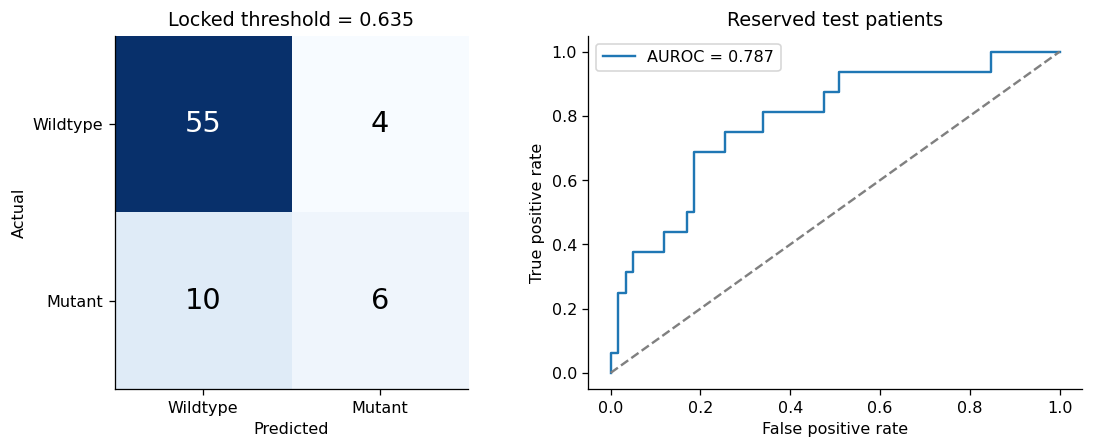 Locked threshold = 0.635
Actual
Wildtype
Mutant
55
4
10
6
Wildtype
Mutant
Predicted
Reserved test patients
AUROC = 0.787
True positive rate
1.0
0.8
0.6
0.4
0.2
0.0
0.0
0.2
0.4
0.6
0.8
1.0
False positive rate